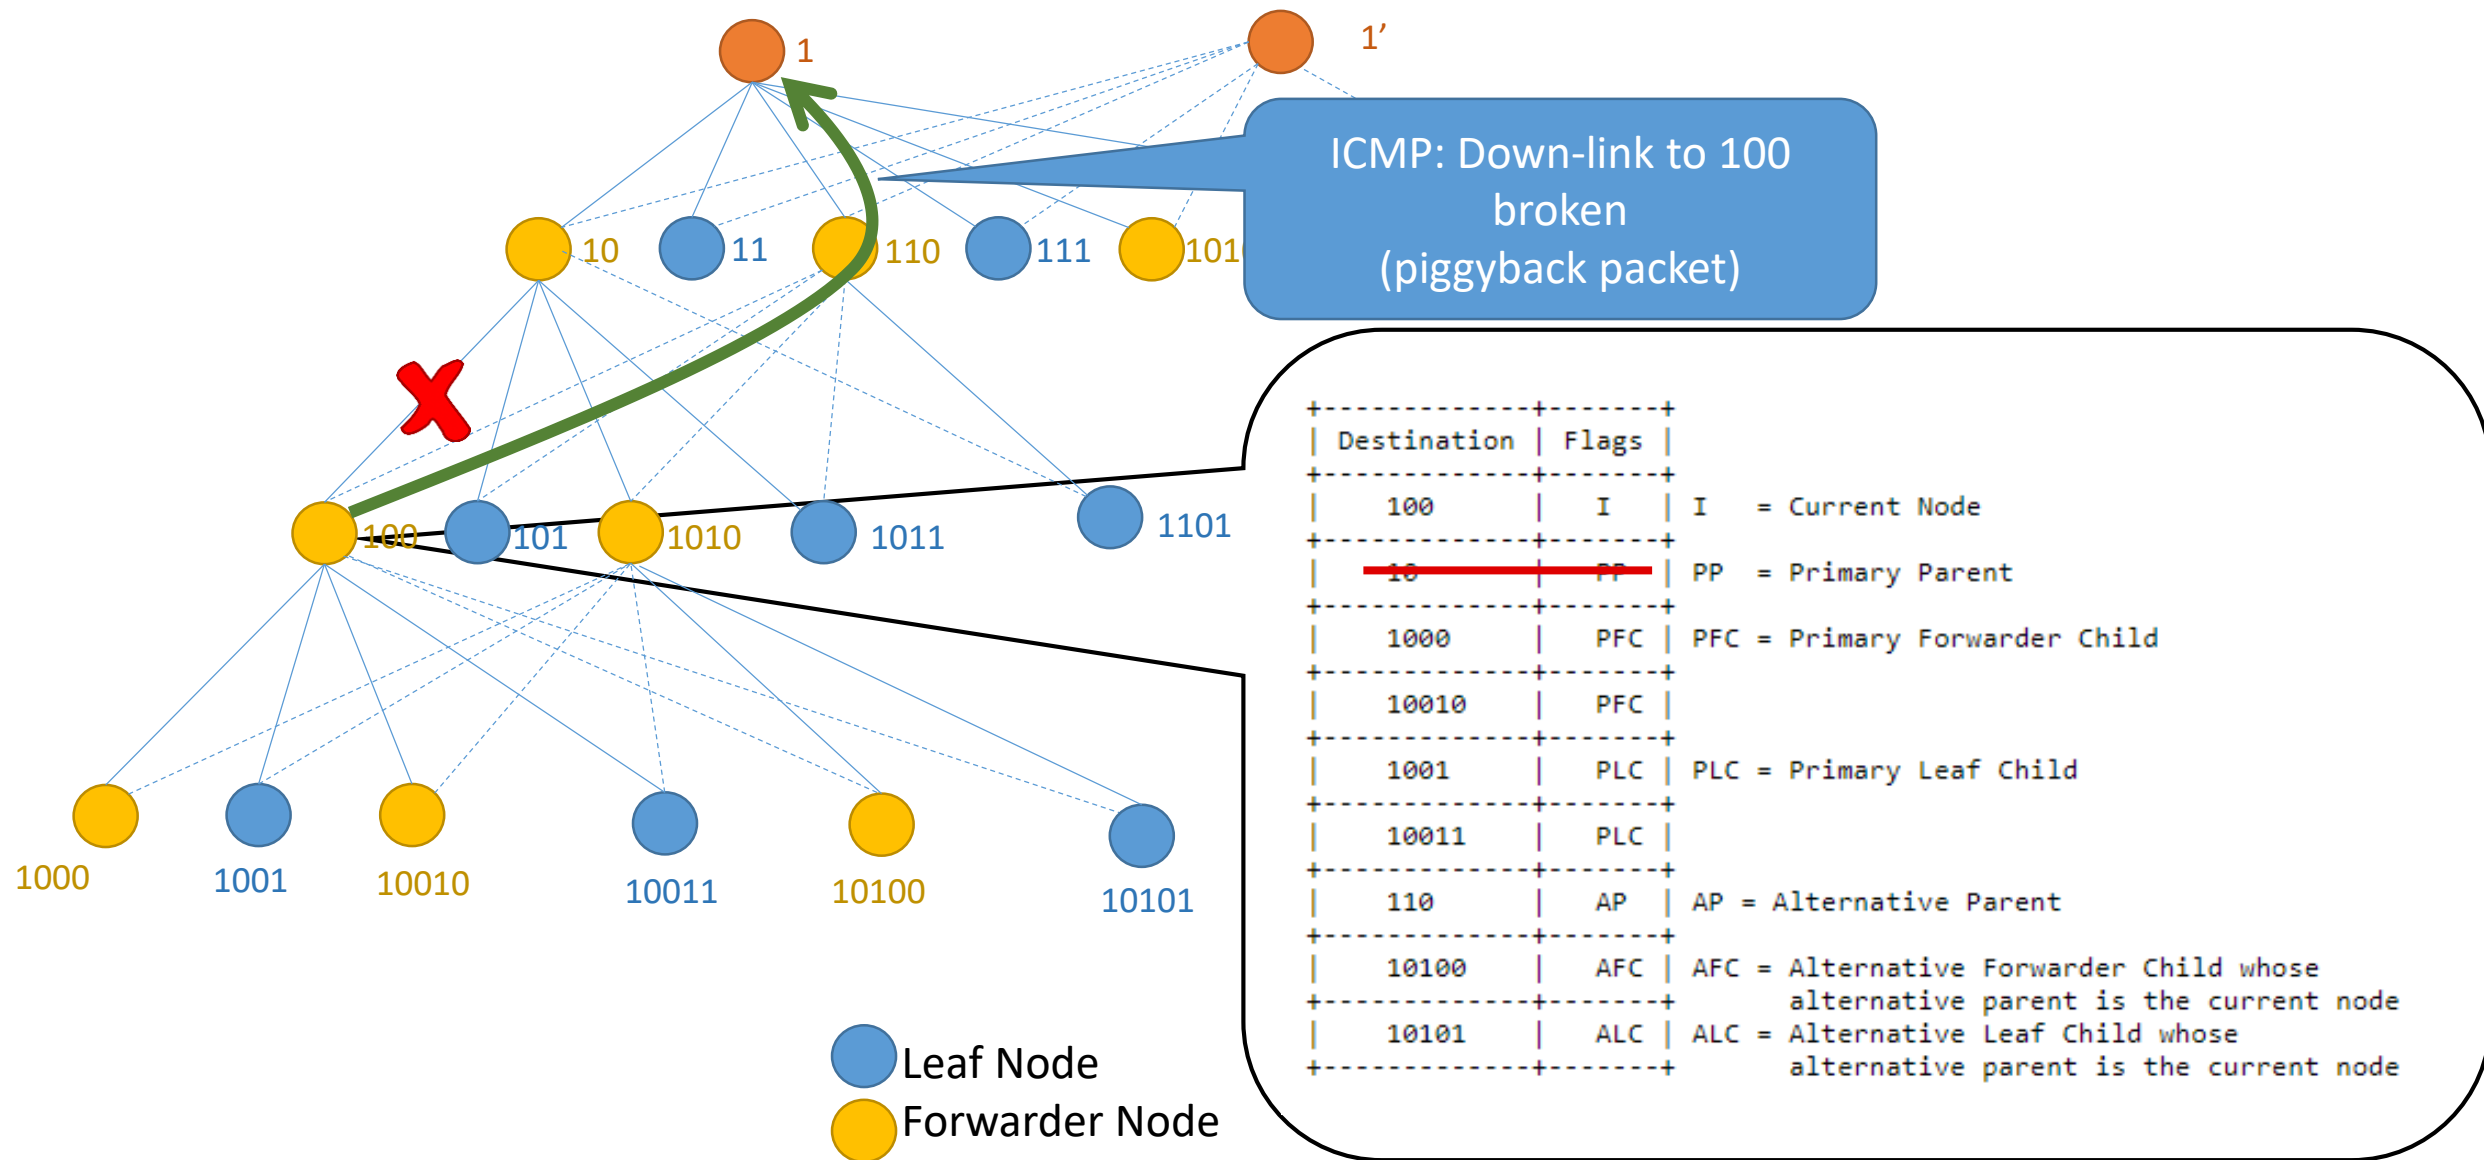 1
1’
ICMP: Down-link to 100
broken
(piggyback packet)
10
11
110
111
101
+-------------+-------+
| Destination | Flags |
+-------------+-------+
| 100 | I | I = Current Node
+-------------+-------+
| 10 | PP | PP = Primary Parent
+-------------+-------+
| 1000 | PFC | PFC = Primary Forwarder Child
+-------------+-------+
| 10010 | PFC |
+-------------+-------+
| 1001 | PLC | PLC = Primary Leaf Child
+-------------+-------+
| 10011 | PLC |
+-------------+-------+
| 110 | AP | AP = Alternative Parent
+-------------+-------+
| 10100 | AFC | AFC = Alternative Forwarder Child whose
+-------------+-------+ alternative parent is the current node
| 10101 | ALC | ALC = Alternative Leaf Child whose
+-------------+-------+ alternative parent is the current node
100
101
1010
1011
1101
1000
1001
10010
10011
10100
10101
Leaf Node
Forwarder Node